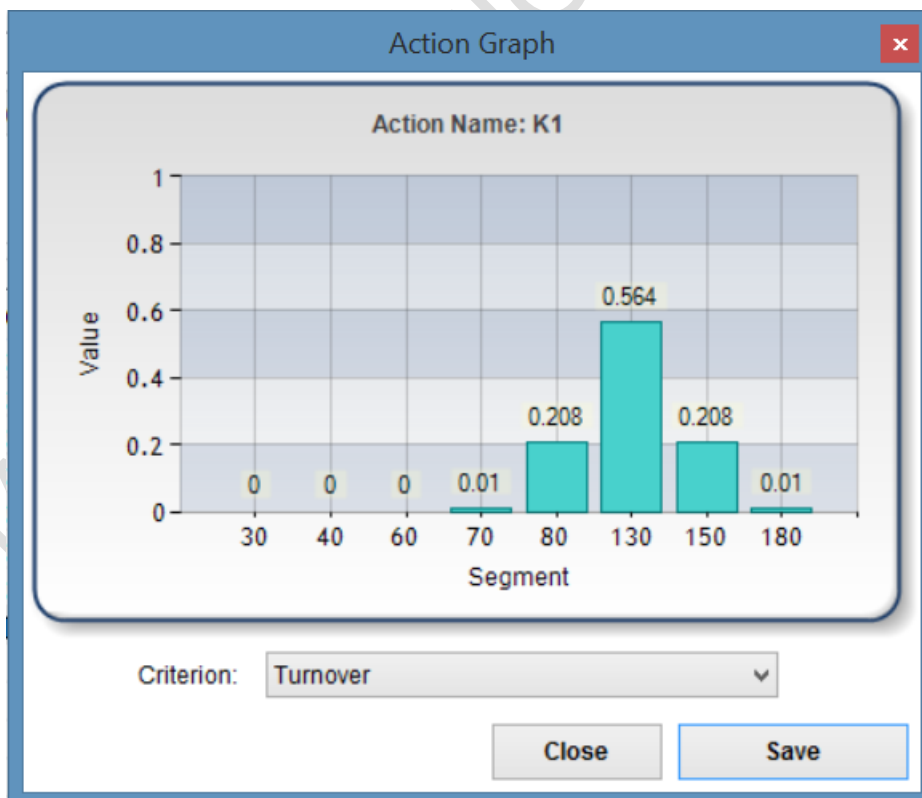 Action Graph
x
Action Name: K1
1
0.8
0.6
0.4
0.2
0
Value
0 0 0 0.01 0.208 0.564 0.208 0.01
30 40 60 70 80 130 150 180
Segment
Criterion: Turnover
Close Save